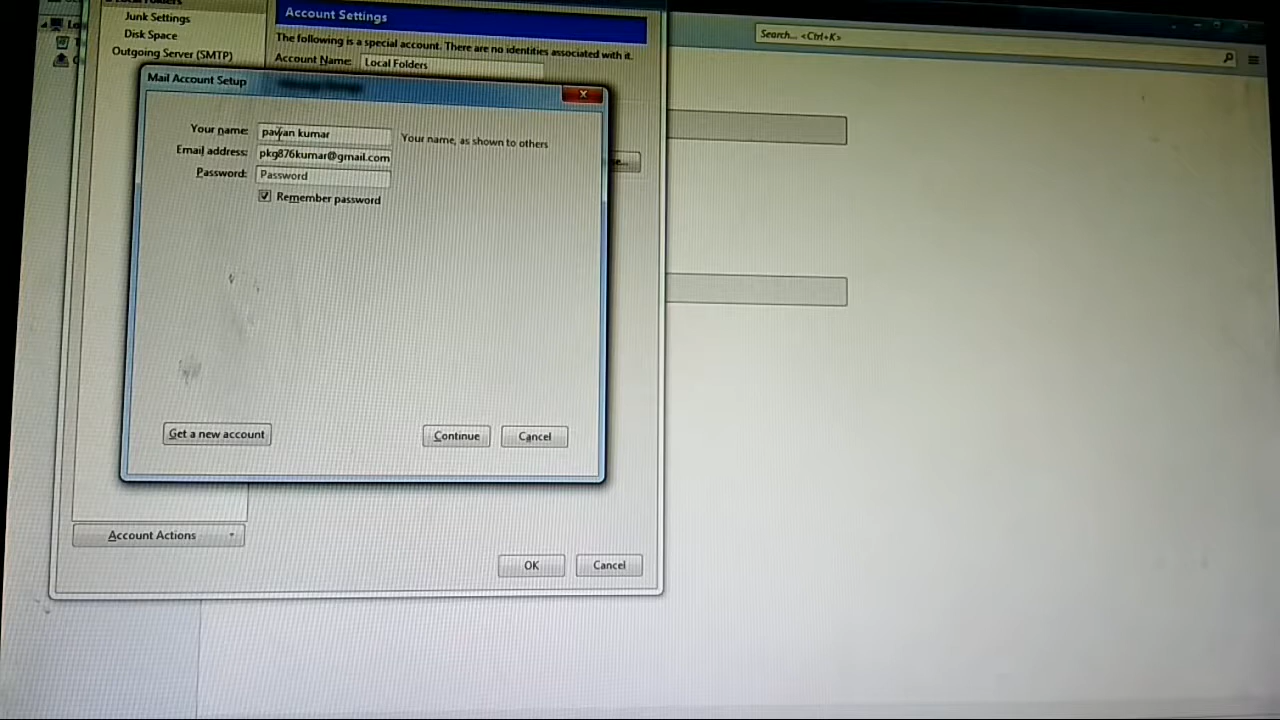 Junk Settings
Disk Space
Outgoing Server (SMTP)
Account Settings
The following is a special account. There are no identities associated with it.
Account Name: Local Folders
Search... <Ctrl+K>
Mail Account Setup
Your name: pawan kumar
Your name, as shown to others
Email address: pkg876kumar@gmail.com
Password: Password
Remember password
Get a new account
Continue
Cancel
Account Actions
OK
Cancel